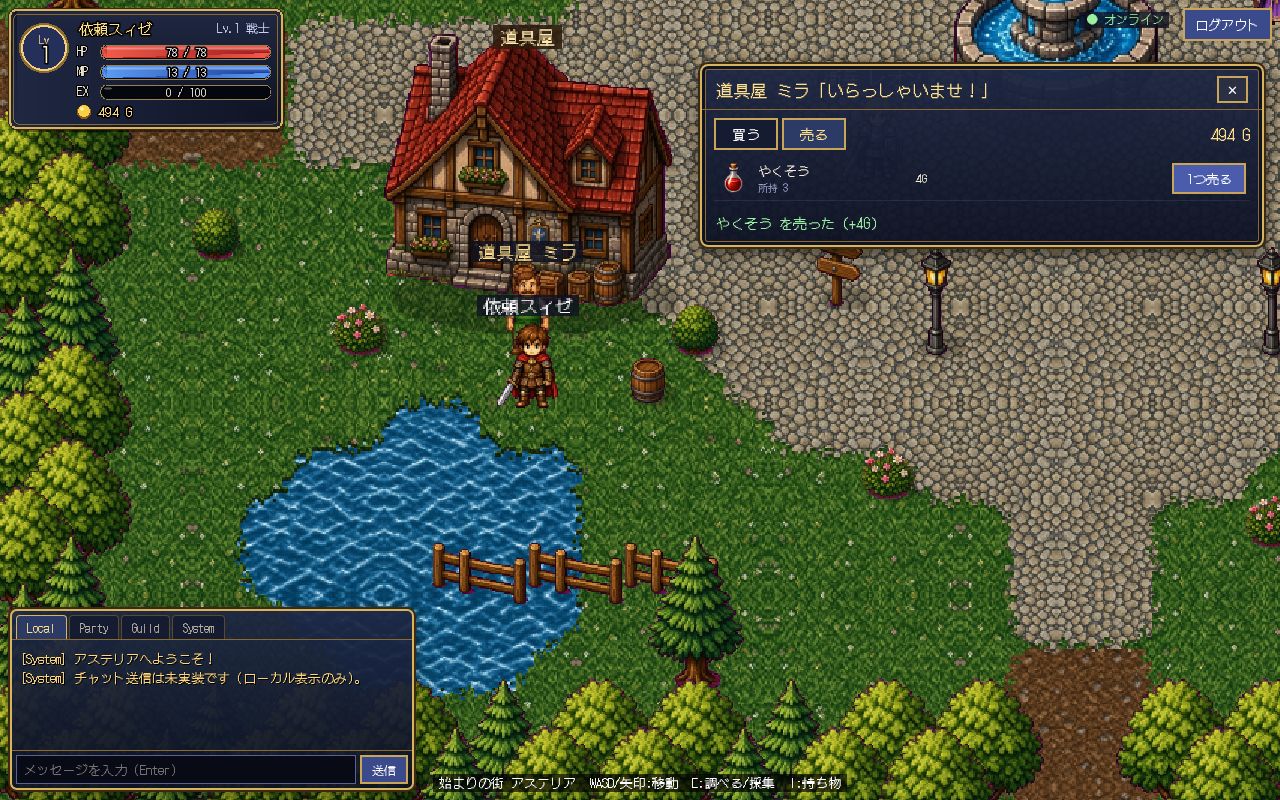 依頼スィゼ
Lv.1 戦士
Lv
1
HP 78 / 78
MP 13 / 13
EX 0 / 100
494 G
道具屋
オンライン
ログアウト
道具屋 ミラ「いらっしゃいませ！」
×
買う
売る
494 G
やくそう
所持 3
4G
1つ売る
やくそう を売った (+4G)
道具屋 ミラ
依頼スィゼ
Local
Party
Guild
System
[System] アステリアへようこそ！
[System] チャット送信は未実装です (ローカル表示のみ)。
メッセージを入力 (Enter)
送信
始まりの街 アステリア WASD/矢印:移動 E:調べる/採集 I:持ち物